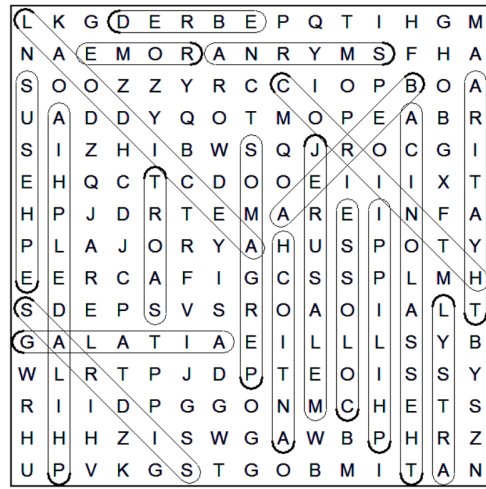 L K G D E R B E P Q T I H G M
N A E M O R A N R Y M S F H A
S O O Z Z Y R C C I O P B O A
U A D D Y Q O T M O P E A B R
S I Z H I B W S Q J R O C G I
E H Q C T C D O O E I I I X T
H P J D R T E M A R E I N F A
P L A J O R Y A H U S P O T Y
E E R C A F I G C S S P L M H
S D E P S V S R O A O I A L T
G A L A T I A E I L L L S Y B
W L R T P J D P T E O I S S Y
R I I D P G G O N M C H E T S
H H H Z I S W G A W B P H R Z
U P V K G S T G O B M I T A N